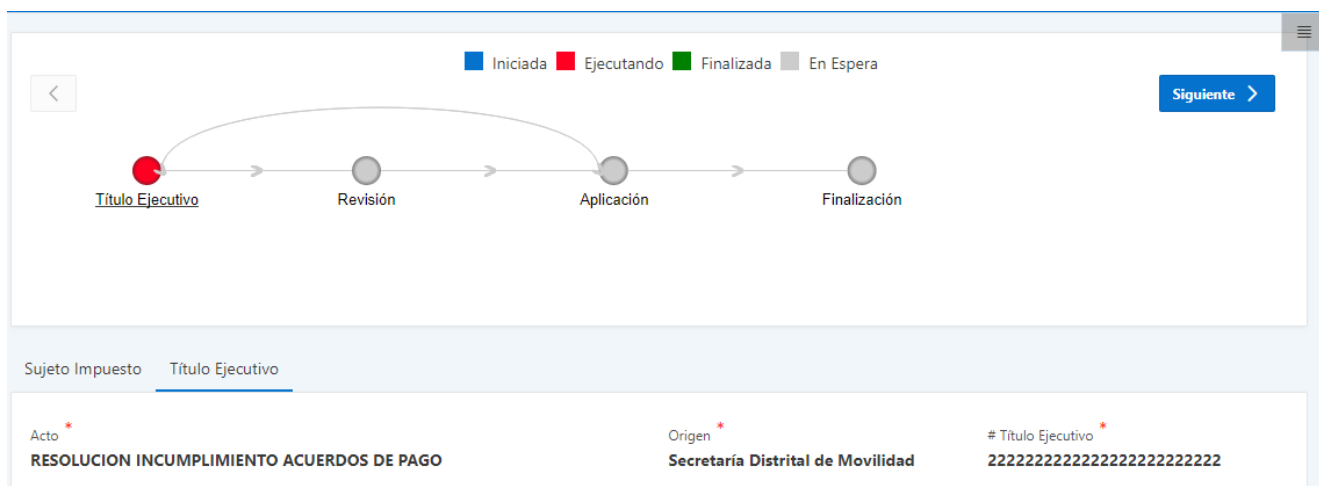 Iniciada Ejecutando Finalizada En Espera
Siguiente
Título Ejecutivo Revisión Aplicación Finalización
Sujeto Impuesto Título Ejecutivo
Acto * Origen * # Título Ejecutivo *
RESOLUCION INCUMPLIMIENTO ACUERDOS DE PAGO Secretaría Distrital de Movilidad 2222222222222222222222222